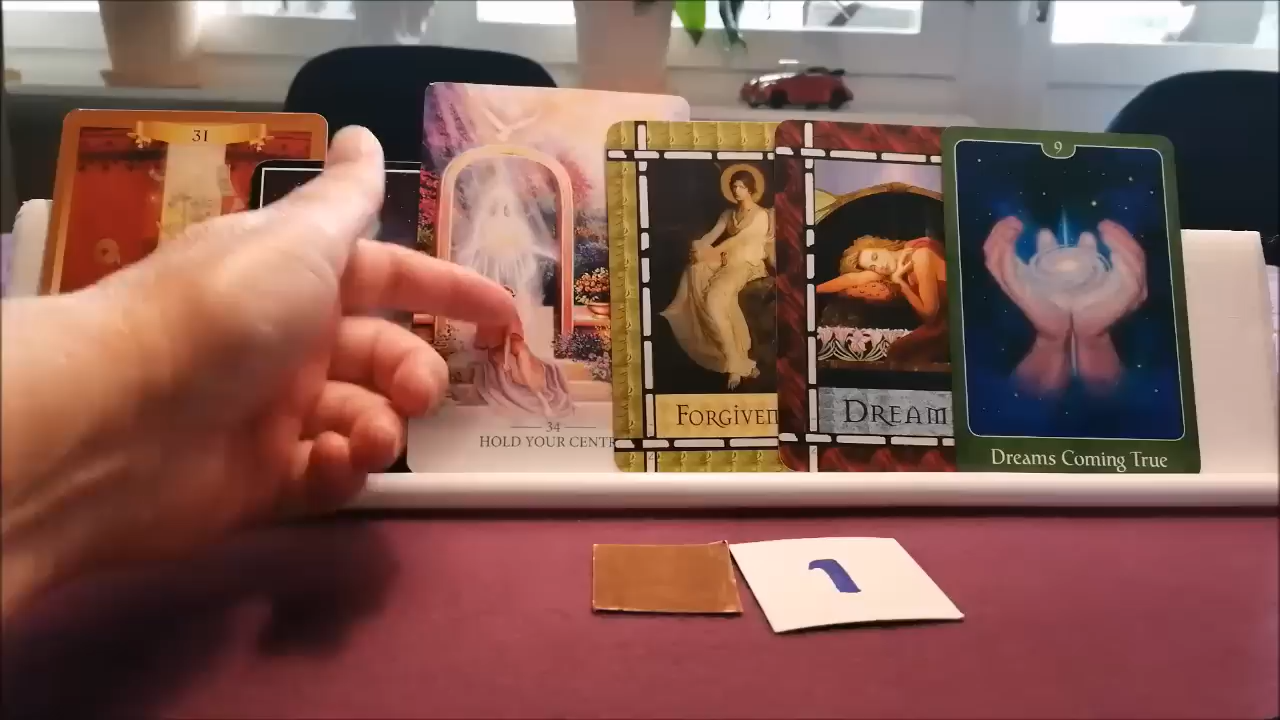 31
34
HOLD YOUR CENTR
FORGIVEN
DREAM
9
Dreams Coming True
1